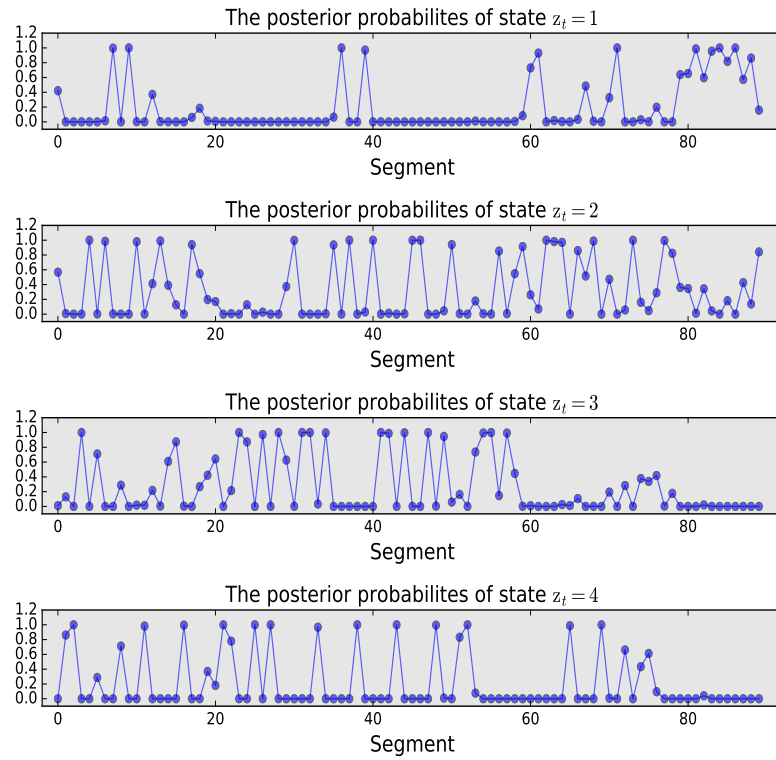 The posterior probabilites of state z_t = 1
1.2
1.0
0.8
0.6
0.4
0.2
0.0
0 20 40 60 80
Segment
The posterior probabilites of state z_t = 2
1.2
1.0
0.8
0.6
0.4
0.2
0.0
0 20 40 60 80
Segment
The posterior probabilites of state z_t = 3
1.2
1.0
0.8
0.6
0.4
0.2
0.0
0 20 40 60 80
Segment
The posterior probabilites of state z_t = 4
1.2
1.0
0.8
0.6
0.4
0.2
0.0
0 20 40 60 80
Segment